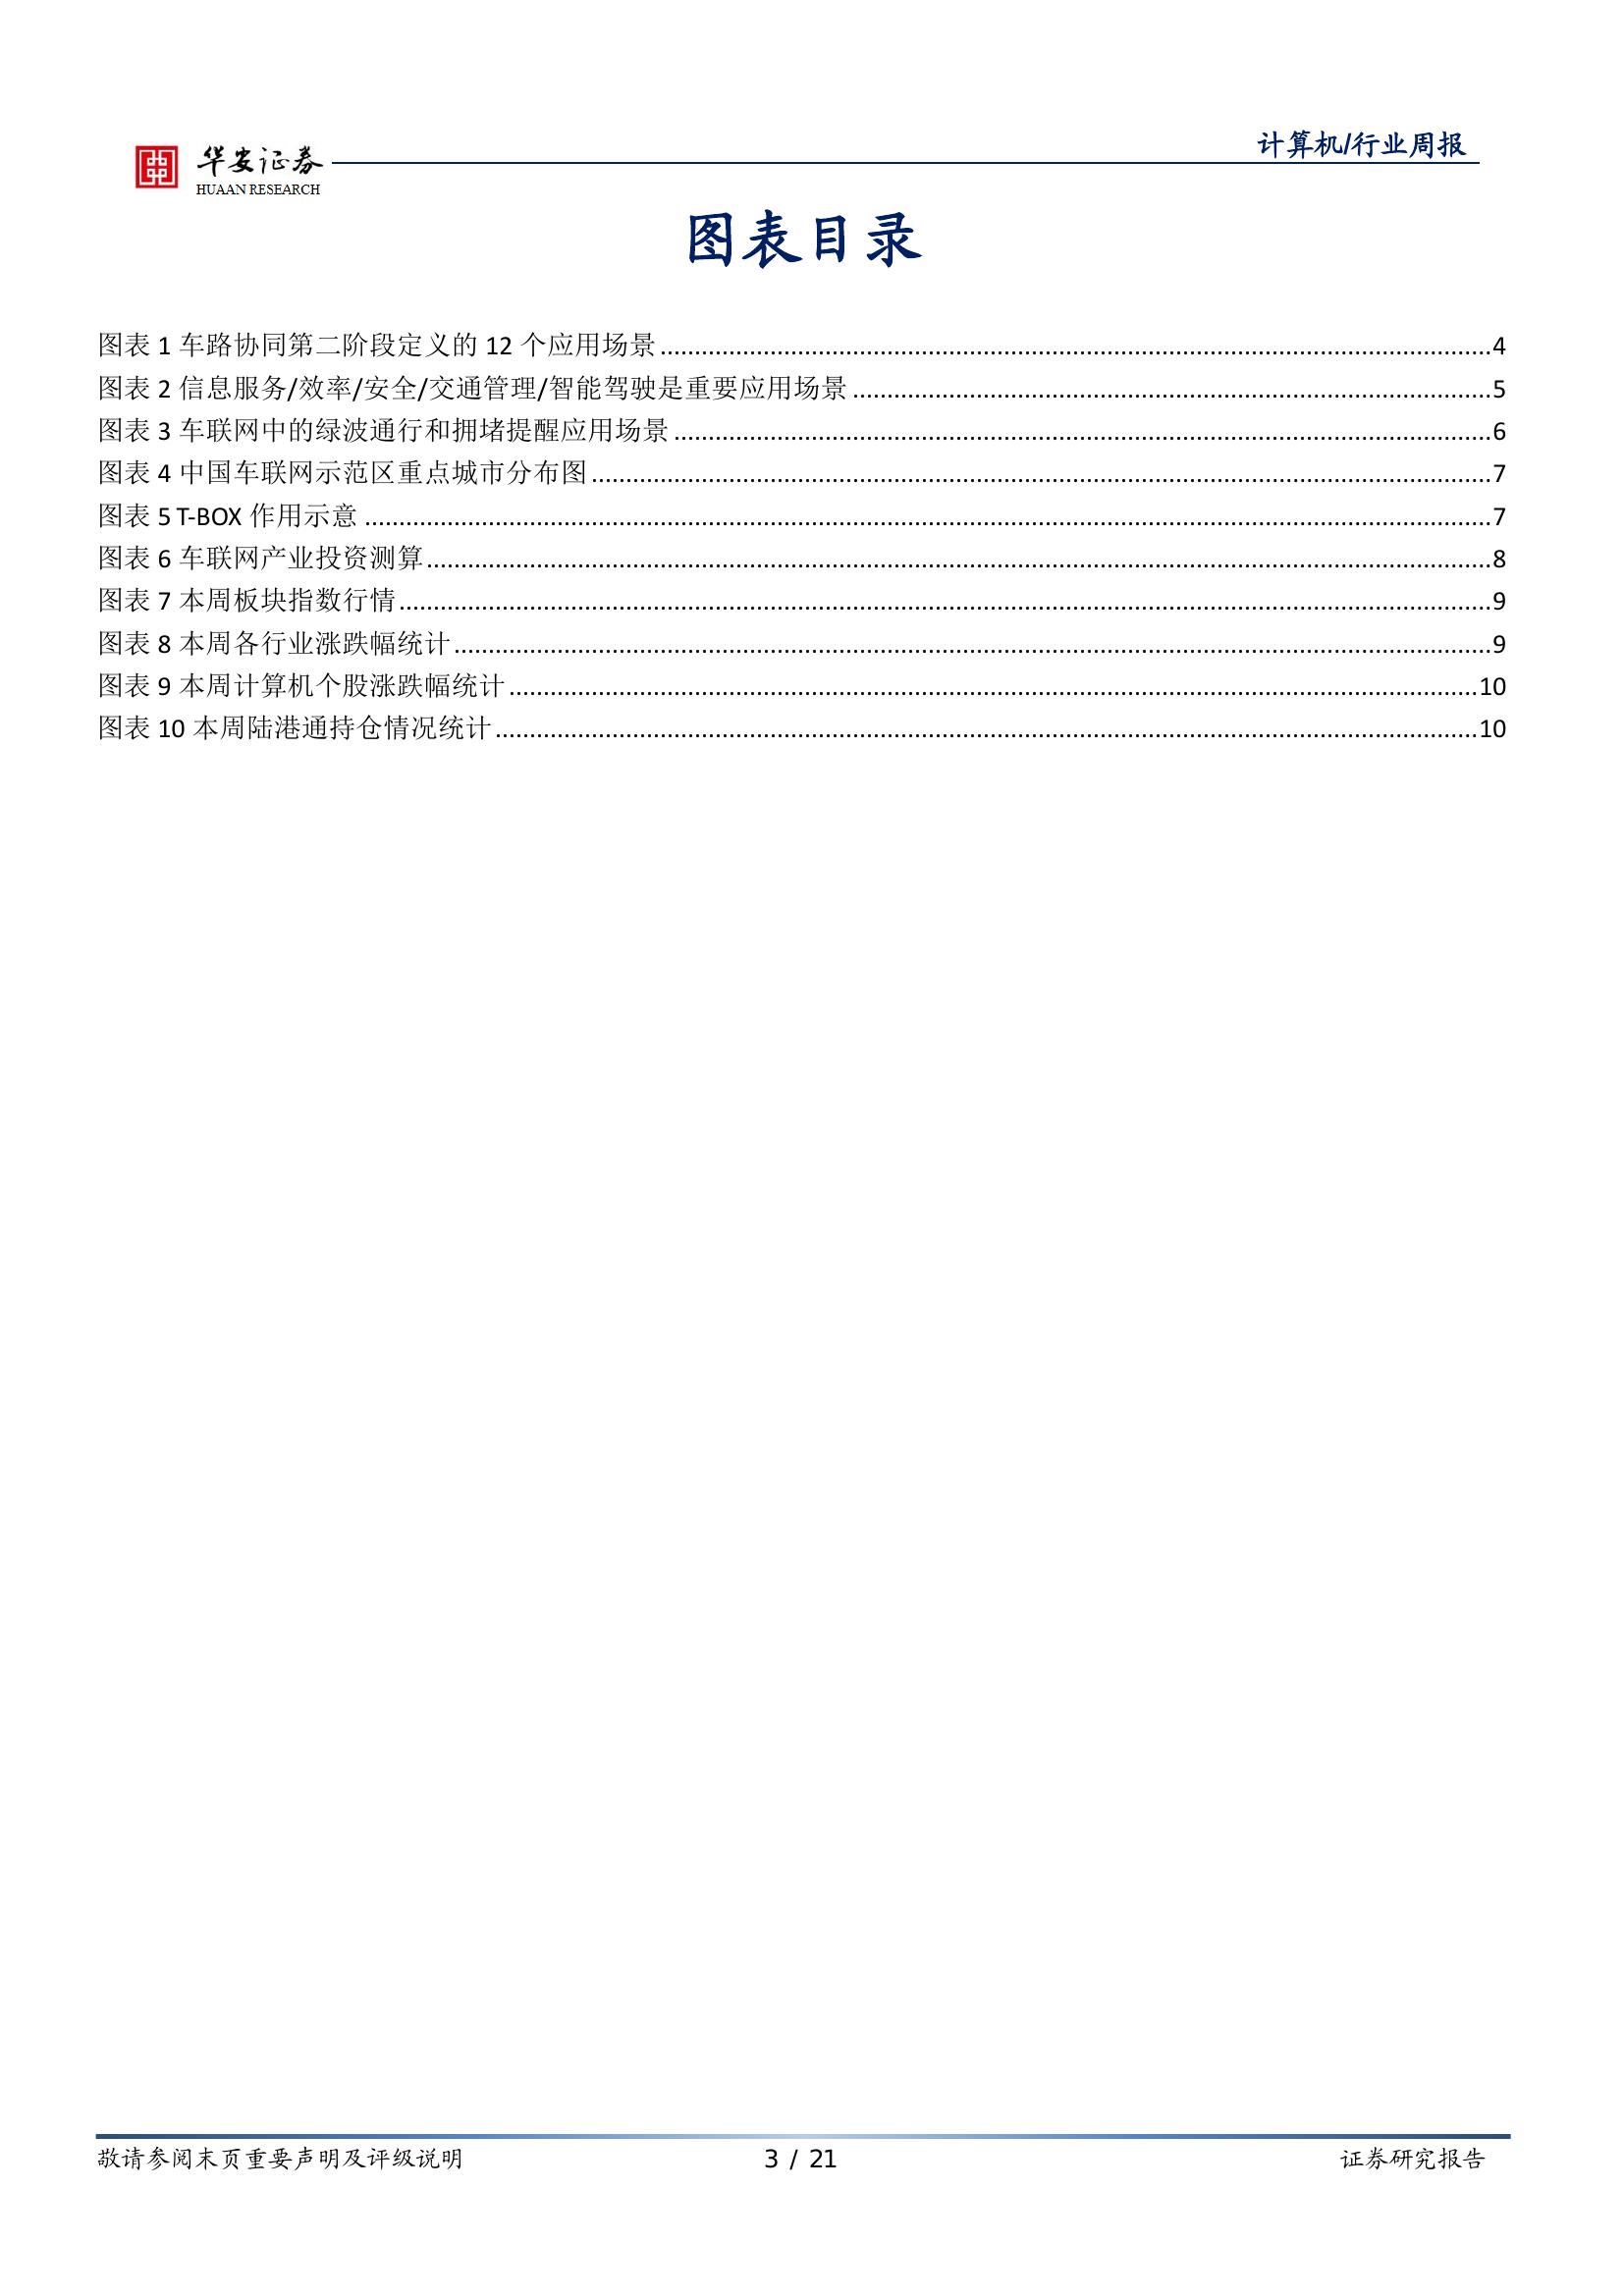 计算机/行业周报
华安证券
HUAAN RESEARCH
图表目录
图表 1 车路协同第二阶段定义的 12 个应用场景 4
图表 2 信息服务/效率/安全/交通管理/智能驾驶是重要应用场景 5
图表 3 车联网中的绿波通行和拥堵提醒应用场景 6
图表 4 中国车联网示范区重点城市分布图 7
图表 5 T-BOX 作用示意 7
图表 6 车联网产业投资测算 8
图表 7 本周板块指数行情 9
图表 8 本周各行业涨跌幅统计 9
图表 9 本周计算机个股涨跌幅统计 10
图表 10 本周陆港通持仓情况统计 10
敬请参阅末页重要声明及评级说明 3 / 21 证券研究报告